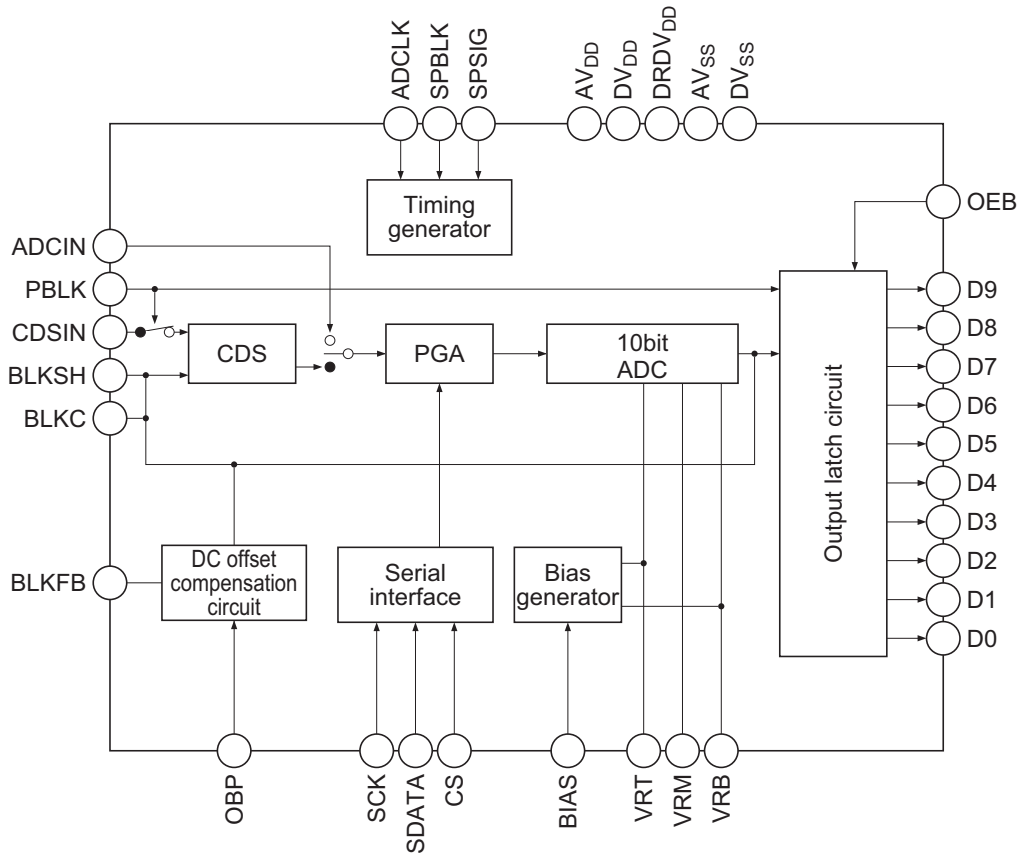 ADCLK
SPBLK
SPSIG
AVDD
DVDD
DRDVDD
AVSS
DVSS
Timing
generator
OEB
ADCIN
PBLK
CDSIN
BLKSH
BLKC
BLKFB
CDS
PGA
10bit
ADC
Output latch circuit
D9
D8
D7
D6
D5
D4
D3
D2
D1
D0
DC offset
compensation
circuit
Serial
interface
Bias
generator
OBP
SCK
SDATA
CS
BIAS
VRT
VRM
VRB